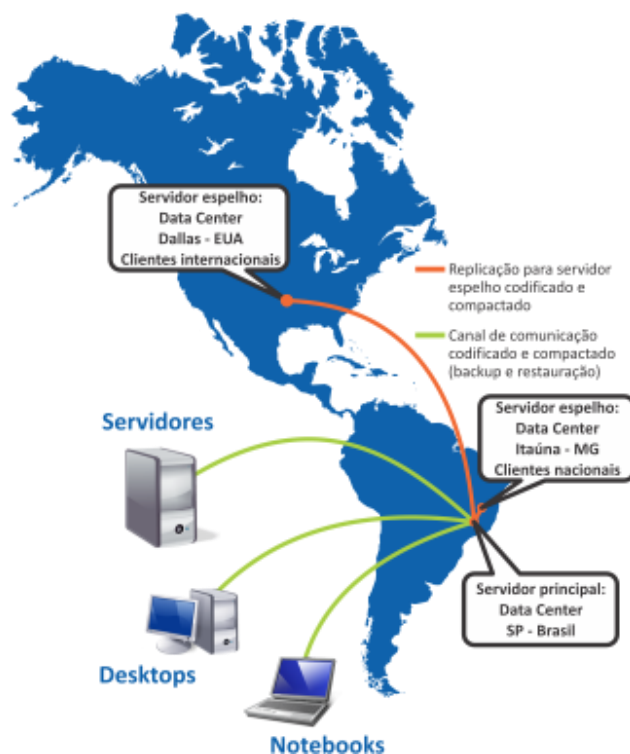 Servidor espelho:
Data Center
Dallas - EUA
Clientes internacionais
Replicação para servidor
espelho codificado e
compactado
Canal de comunicação
codificado e compactado
(backup e restauração)
Servidor espelho:
Data Center
Itaúna - MG
Clientes nacionais
Servidores
Servidor principal:
Data Center
SP - Brasil
Desktops
Notebooks